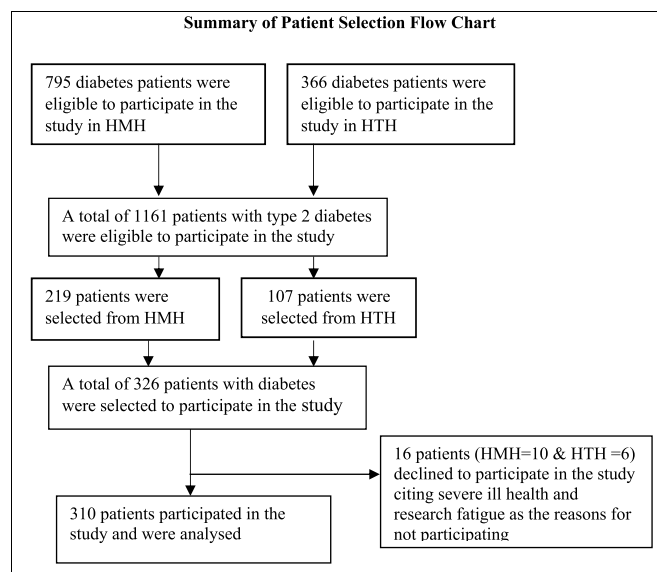 Summary of Patient Selection Flow Chart
795 diabetes patients were
eligible to participate in the
study in HMH
366 diabetes patients were
eligible to participate in the
study in HTH
A total of 1161 patients with type 2 diabetes
were eligible to participate in the study
219 patients were
selected from HMH
107 patients were
selected from HTH
A total of 326 patients with diabetes
were selected to participate in the study
16 patients (HMH=10 & HTH =6)
declined to participate in the study
citing severe ill health and
research fatigue as the reasons for
not participating
310 patients participated in the
study and were analysed